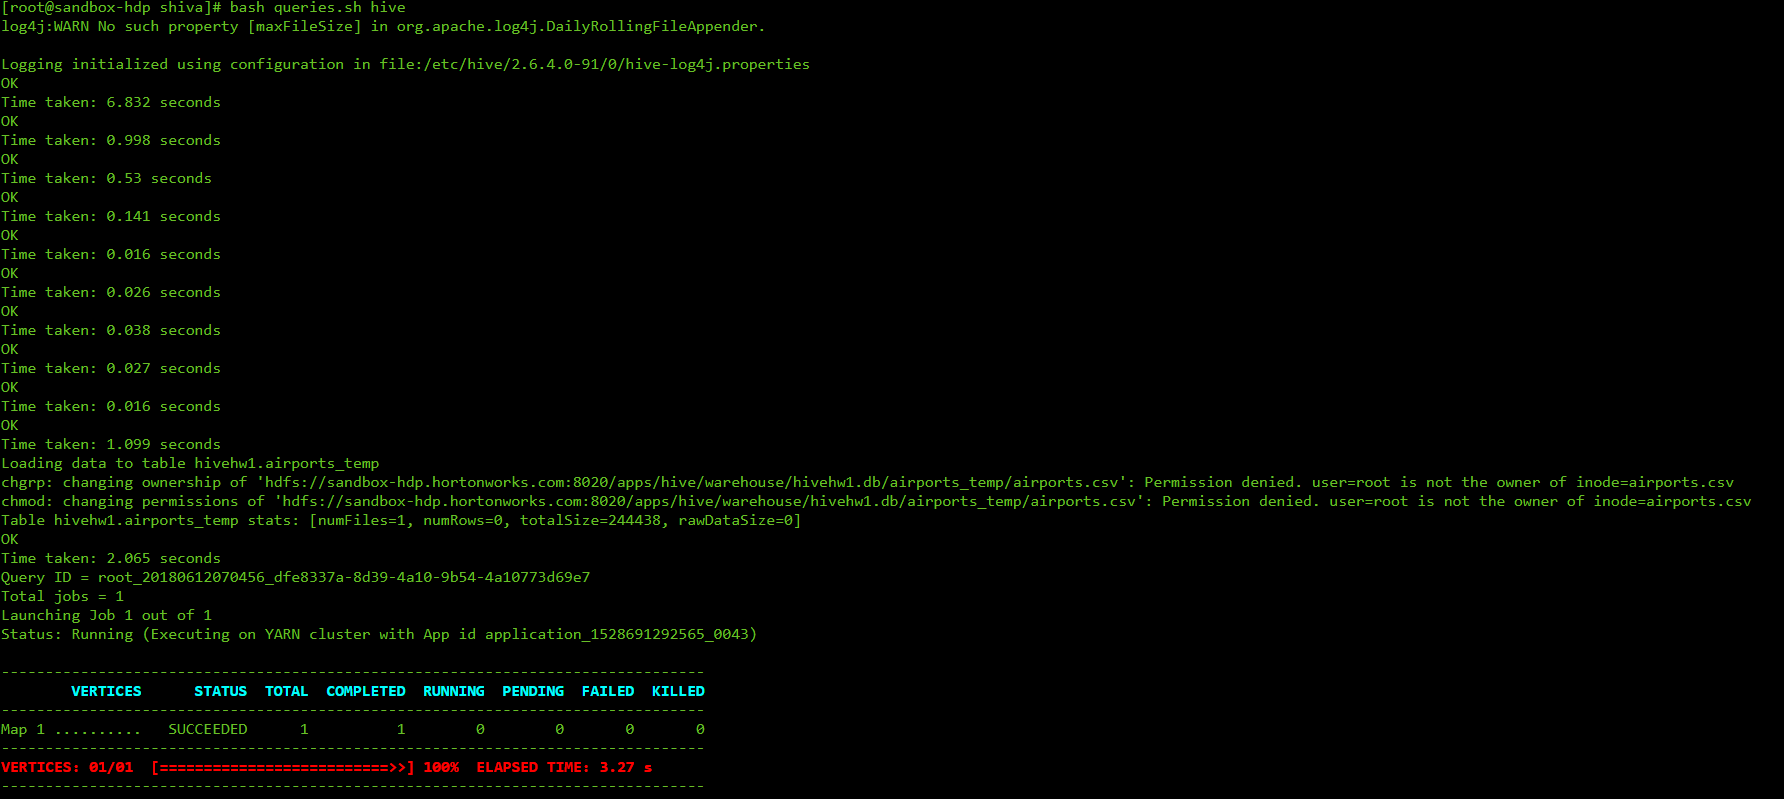 [root@sandbox-hdp shiva]# bash queries.sh hive
log4j:WARN No such property [maxFileSize] in org.apache.log4j.DailyRollingFileAppender.
Logging initialized using configuration in file:/etc/hive/2.6.4.0-91/0/hive-log4j.properties
OK
Time taken: 6.832 seconds
OK
Time taken: 0.998 seconds
OK
Time taken: 0.53 seconds
OK
Time taken: 0.141 seconds
OK
Time taken: 0.016 seconds
OK
Time taken: 0.026 seconds
OK
Time taken: 0.038 seconds
OK
Time taken: 0.027 seconds
OK
Time taken: 0.016 seconds
OK
Time taken: 1.099 seconds
Loading data to table hivehw1.airports_temp
chgrp: changing ownership of 'hdfs://sandbox-hdp.hortonworks.com:8020/apps/hive/warehouse/hivehw1.db/airports_temp/airports.csv': Permission denied. user=root is not the owner of inode=airports.csv
chmod: changing permissions of 'hdfs://sandbox-hdp.hortonworks.com:8020/apps/hive/warehouse/hivehw1.db/airports_temp/airports.csv': Permission denied. user=root is not the owner of inode=airports.csv
Table hivehw1.airports_temp stats: [numFiles=1, numRows=0, totalSize=244438, rawDataSize=0]
OK
Time taken: 2.065 seconds
Query ID = root_20180612070456_dfe8337a-8d39-4a10-9b54-4a10773d69e7
Total jobs = 1
Launching Job 1 out of 1
Status: Running (Executing on YARN cluster with App id application_1528691292565_0043)
--------------------------------------------------------------------------------
        VERTICES      STATUS  TOTAL  COMPLETED  RUNNING  PENDING  FAILED  KILLED
--------------------------------------------------------------------------------
Map 1 ..........   SUCCEEDED      1          1        0        0       0       0
--------------------------------------------------------------------------------
VERTICES: 01/01  [==========================>>] 100%  ELAPSED TIME: 3.27 s
--------------------------------------------------------------------------------